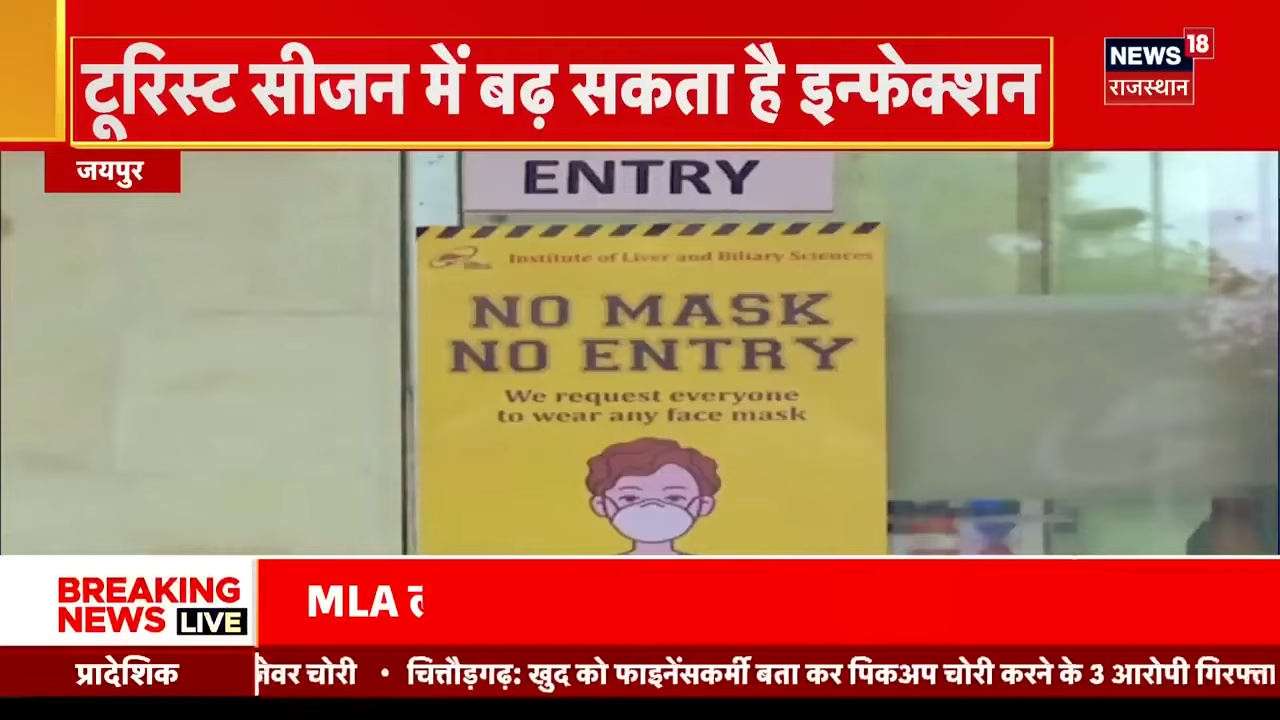 टूरिस्ट सीजन में बढ़ सकता है इन्फेक्शन
NEWS 18
राजस्थान
जयपुर
ENTRY
Institute of Liver and Biliary Sciences
NO MASK
NO ENTRY
We request everyone
to wear any face mask
BREAKING
NEWS LIVE
MLA
प्रादेशिक
चोरी • चित्तौड़गढ़: खुद को फाइनेंसकर्मी बता कर पिकअप चोरी करने के 3 आरोपी